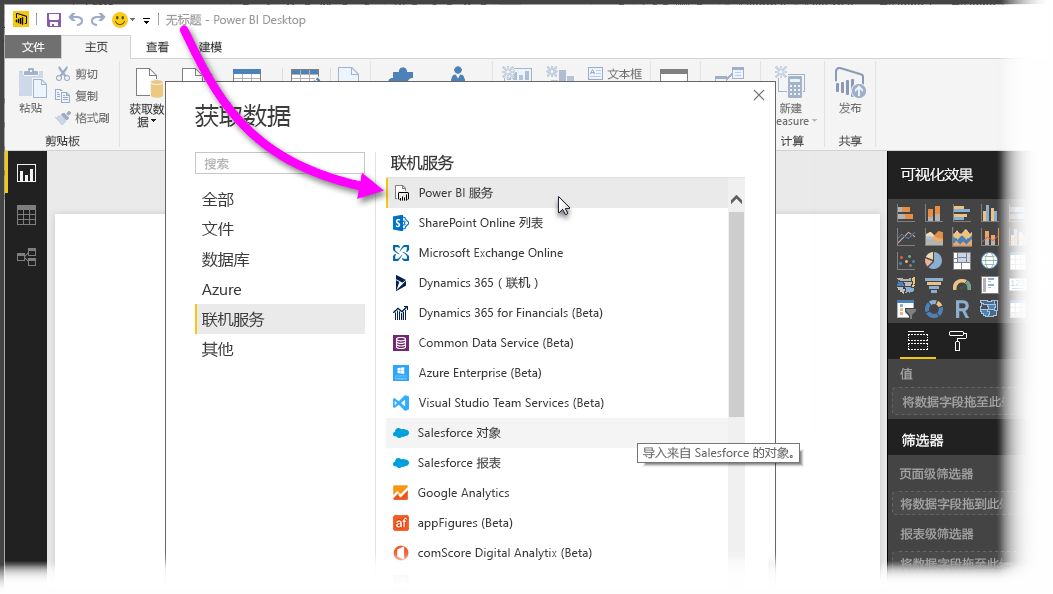 无标题 - Power BI Desktop
文件 主页 查看 建模
剪切
复制
格式刷
粘贴
剪贴板
获取数
据
文本框
新建
easure
计算
发布
共享
获取数据
搜索
全部
文件
数据库
Azure
联机服务
其他
联机服务
Power BI 服务
SharePoint Online 列表
Microsoft Exchange Online
Dynamics 365 ( 联机 )
Dynamics 365 for Financials (Beta)
Common Data Service (Beta)
Azure Enterprise (Beta)
Visual Studio Team Services (Beta)
Salesforce 对象
导入来自 Salesforce 的对象。
Salesforce 报表
Google Analytics
appFigures (Beta)
comScore Digital Analytix (Beta)
可视化效果
值
将数据字段拖至此
筛选器
页面级筛选器
将数据字段拖到此
报表级筛选器
将数据字段拖至此